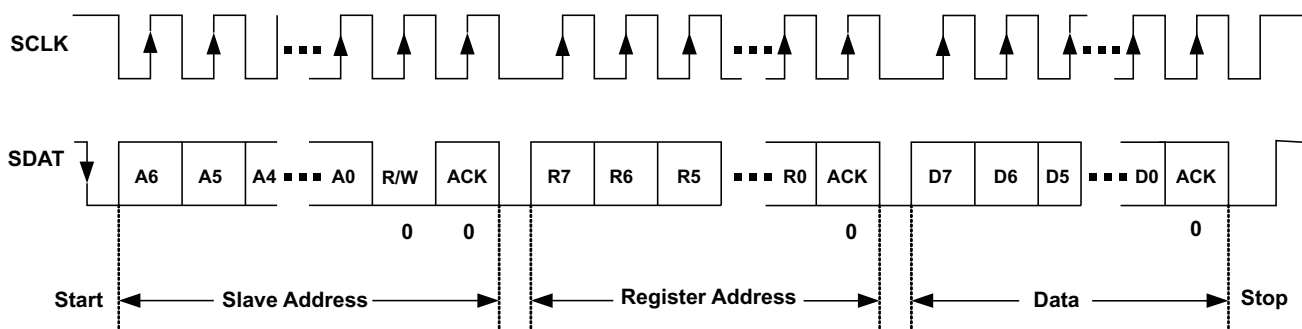 SCLK
SDAT
A6 A5 A4 A0 R/W ACK R7 R6 R5 R0 ACK D7 D6 D5 D0 ACK
0 0 0 0
Start Slave Address Register Address Data Stop